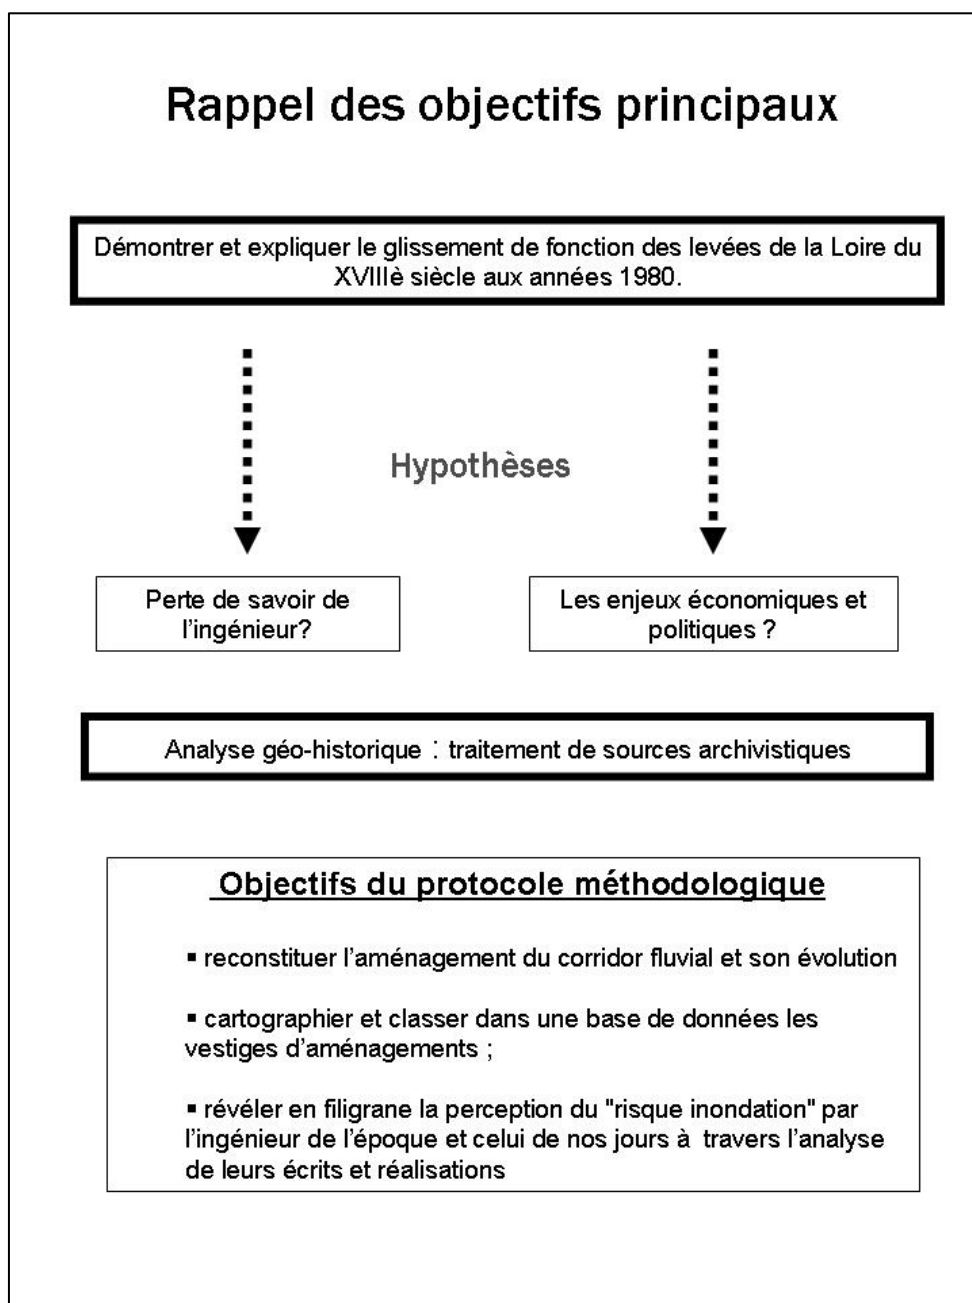 Rappel des objectifs principaux
Démontrer et expliquer le glissement de fonction des levées de la Loire du
XVIIIè siècle aux années 1980.
Hypothèses
Perte de savoir de
l'ingénieur?
Les enjeux économiques et
politiques ?
Analyse géo-historique : traitement de sources archivistiques
Objectifs du protocole méthodologique
▪ reconstituer l'aménagement du corridor fluvial et son évolution
▪ cartographier et classer dans une base de données les
vestiges d'aménagements ;
▪ révéler en filigrane la perception du "risque inondation" par
l'ingénieur de l'époque et celui de nos jours à travers l'analyse
de leurs écrits et réalisations